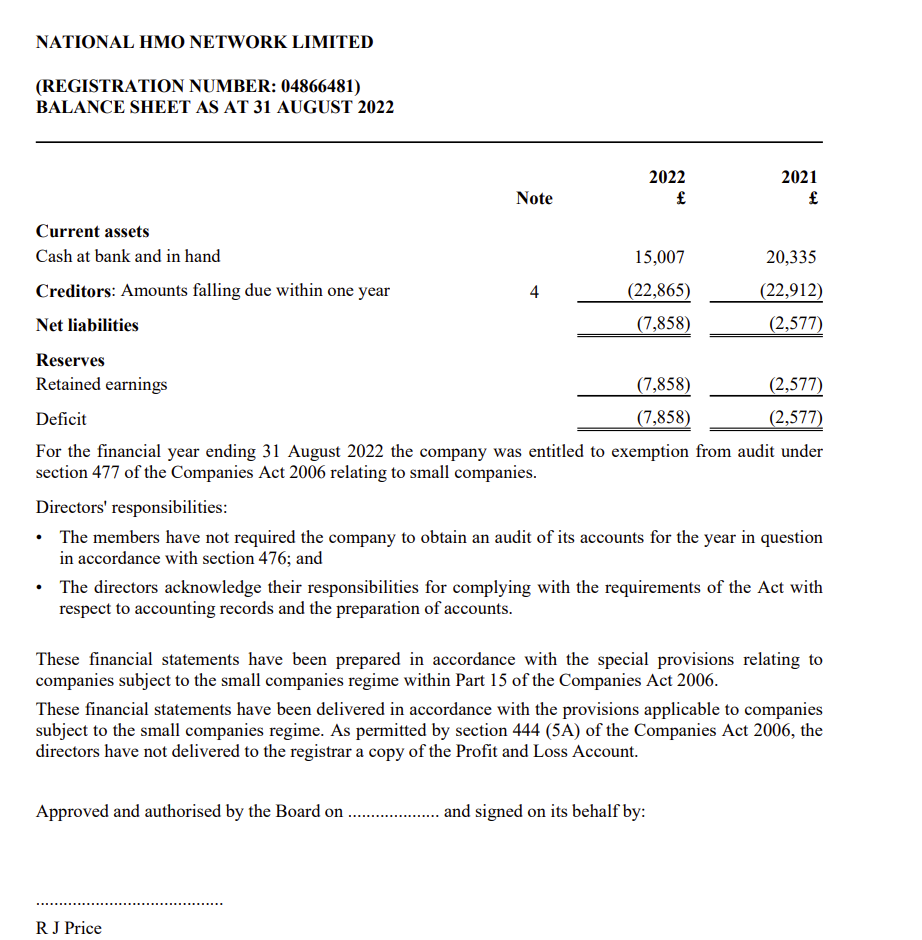 NATIONAL HMO NETWORK LIMITED
(REGISTRATION NUMBER: 04866481)
BALANCE SHEET AS AT 31 AUGUST 2022
2022 2021
Note £ £
Current assets
Cash at bank and in hand 15,007 20,335
Creditors: Amounts falling due within one year 4 (22,865) (22,912)
Net liabilities (7,858) (2,577)
Reserves
Retained earnings (7,858) (2,577)
Deficit (7,858) (2,577)
For the financial year ending 31 August 2022 the company was entitled to exemption from audit under
section 477 of the Companies Act 2006 relating to small companies.
Directors' responsibilities:
• The members have not required the company to obtain an audit of its accounts for the year in question
in accordance with section 476; and
• The directors acknowledge their responsibilities for complying with the requirements of the Act with
respect to accounting records and the preparation of accounts.
These financial statements have been prepared in accordance with the special provisions relating to
companies subject to the small companies regime within Part 15 of the Companies Act 2006.
These financial statements have been delivered in accordance with the provisions applicable to companies
subject to the small companies regime. As permitted by section 444 (5A) of the Companies Act 2006, the
directors have not delivered to the registrar a copy of the Profit and Loss Account.
Approved and authorised by the Board on .................... and signed on its behalf by:
.........................................
R J Price